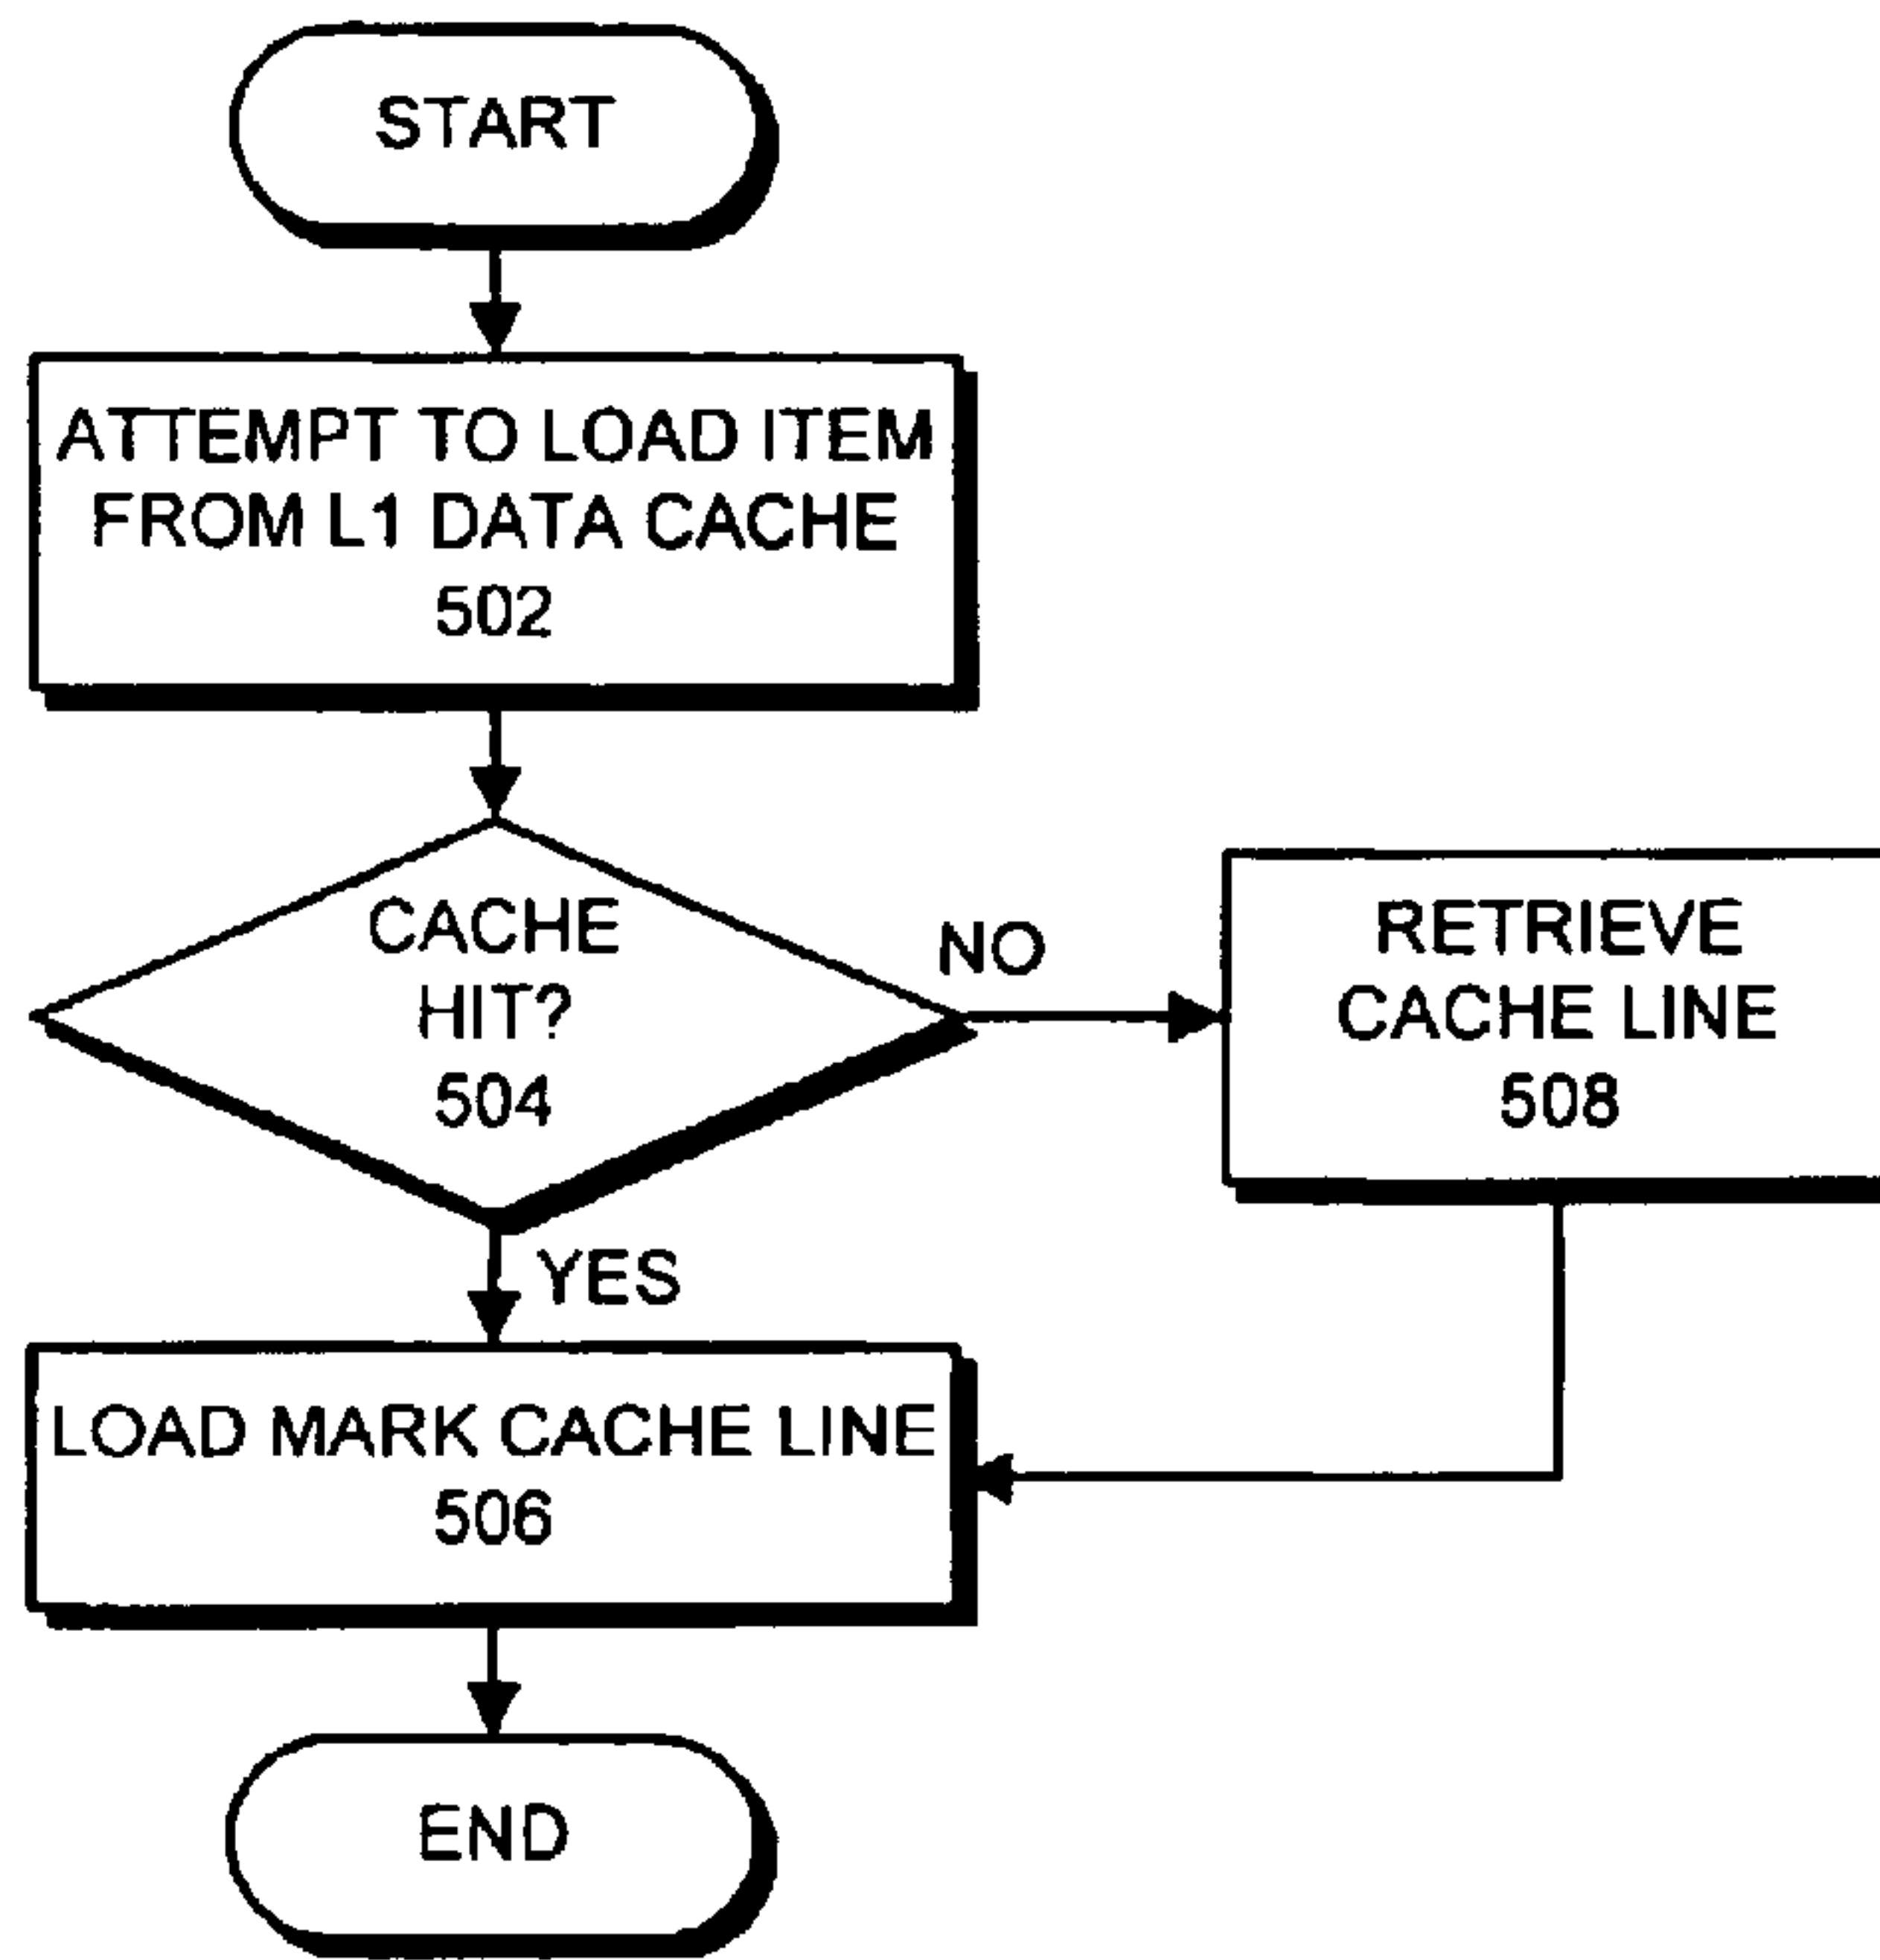 START
ATTEMPT TO LOAD ITEM
FROM L1 DATA CACHE
502
CACHE
HIT?
504
NO
RETRIEVE
CACHE LINE
508
YES
LOAD MARK CACHE LINE
506
END